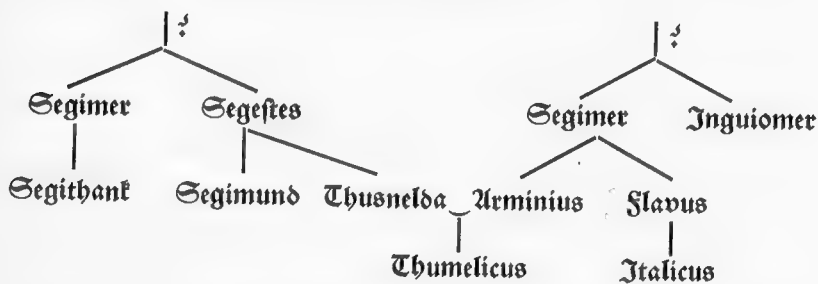 ? ?
Segimer Segeſtes Segimer Inguiomer
Segithank Segimund Thusnelda Arminius Flavus
Thumelicus Italicus